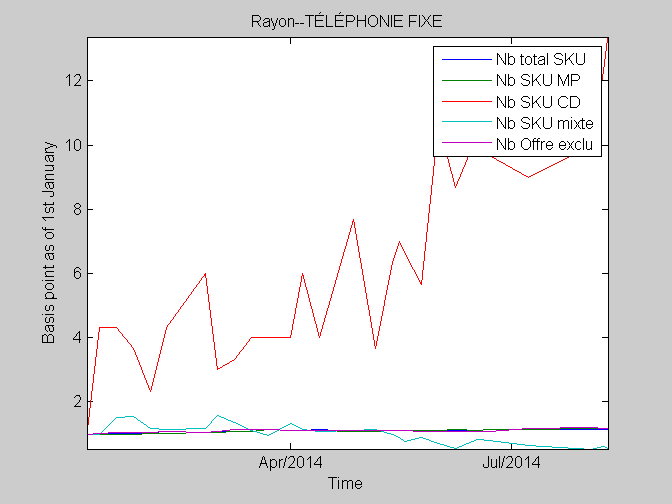 Rayon--TÉLÉPHONIE FIXE
Nb total SKU
Nb SKU MP
Nb SKU CD
Nb SKU mixte
Nb Offre exclu
12
10
8
6
4
2
Basis point as of 1st January
Apr/2014
Jul/2014
Time